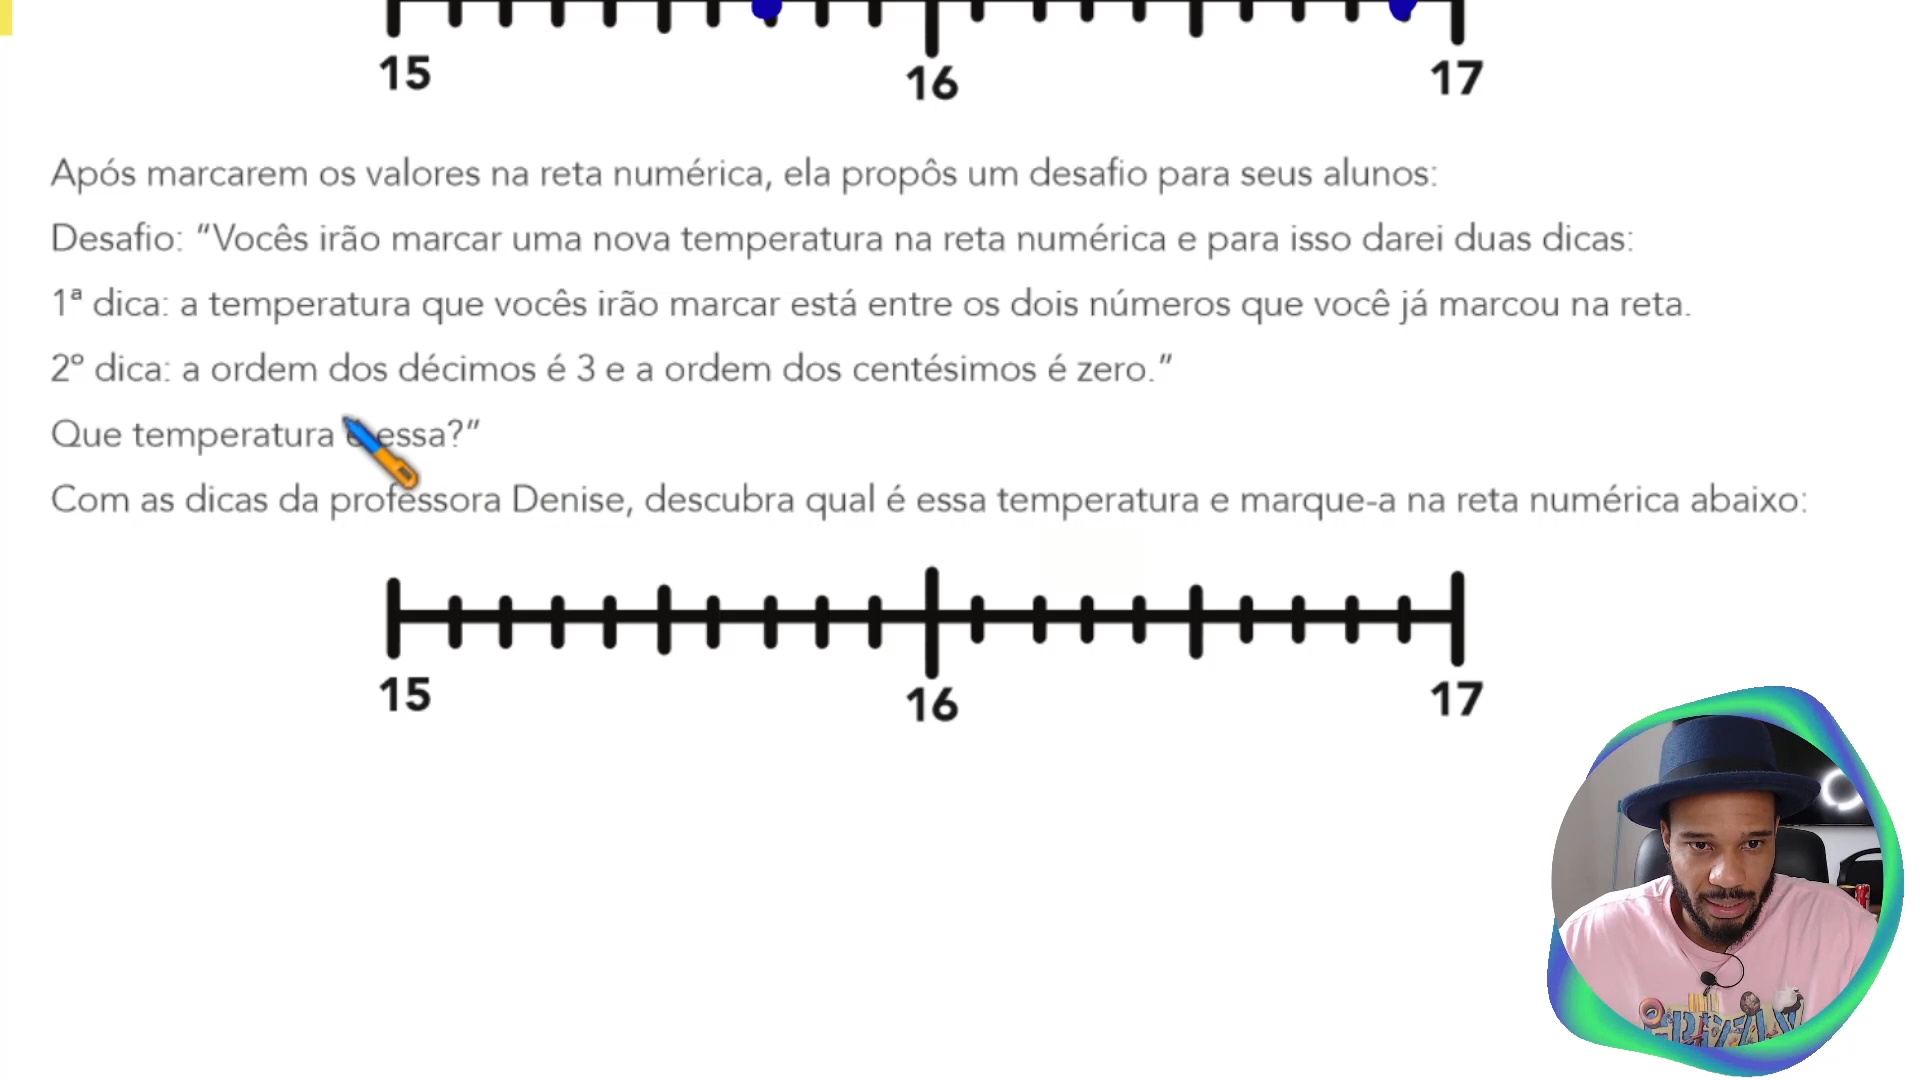 15 16 17
Após marcarem os valores na reta numérica, ela propôs um desafio para seus alunos:
Desafio: “Vocês irão marcar uma nova temperatura na reta numérica e para isso darei duas dicas:
1ª dica: a temperatura que vocês irão marcar está entre os dois números que você já marcou na reta.
2º dica: a ordem dos décimos é 3 e a ordem dos centésimos é zero.”
Que temperatura é essa?”
Com as dicas da professora Denise, descubra qual é essa temperatura e marque-a na reta numérica abaixo:
15 16 17